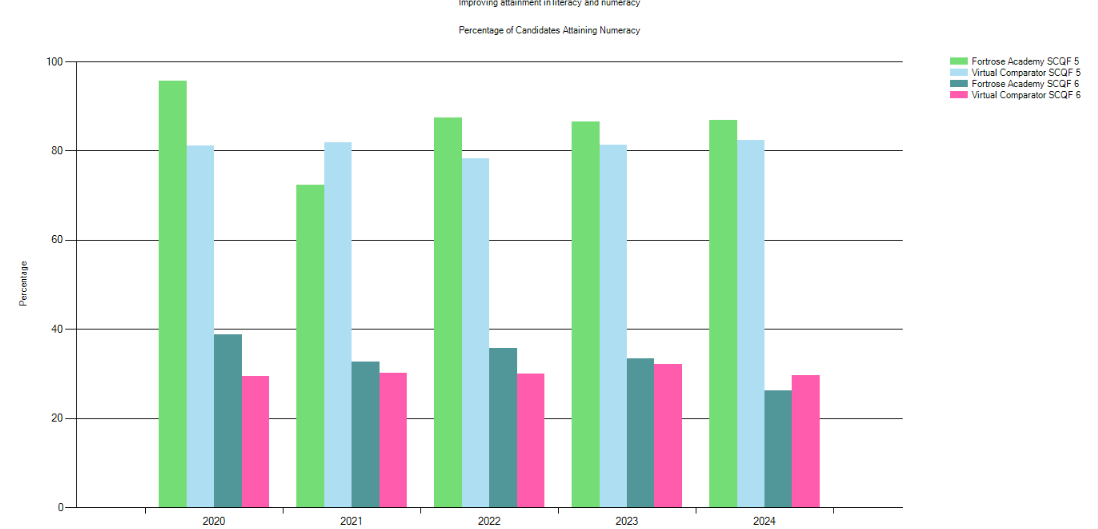 Improving attainment in literacy and numeracy
Percentage of Candidates Attaining Numeracy
100
80
60
40
20
0
Percentage
2020
2021
2022
2023
2024
Fortrose Academy SCQF 5
Virtual Comparator SCQF 5
Fortrose Academy SCQF 6
Virtual Comparator SCQF 6